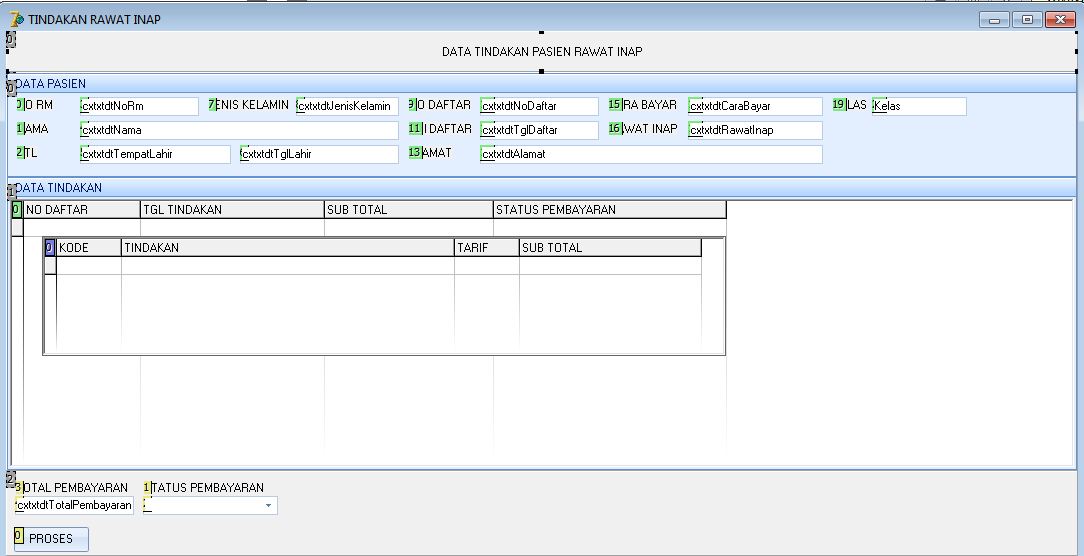 TINDAKAN RAWAT INAP
0
DATA TINDAKAN PASIEN RAWAT INAP
0 DATA PASIEN
0 O RM cxtxtdtNoRm 7 ENIS KELAMIN cxtxtdtJenisKelamin 9 O DAFTAR cxtxtdtNoDaftar 15 RA BAYAR cxtxtdtCaraBayar 19 LAS Kelas
1 AMA cxtxtdtNama 11 I DAFTAR cxtxtdtTglDaftar 16 WAT INAP cxtxtdtRawatInap
2 TL cxtxtdtTempatLahir cxtxtdtTglLahir 13 AMAT cxtxtdtAlamat
1 DATA TINDAKAN
0 NO DAFTAR TGL TINDAKAN SUB TOTAL STATUS PEMBAYARAN
0 KODE TINDAKAN TARIF SUB TOTAL
2
3 OTAL PEMBAYARAN 1 TATUS PEMBAYARAN
cxtxtdtTotalPembayaran
0 PROSES